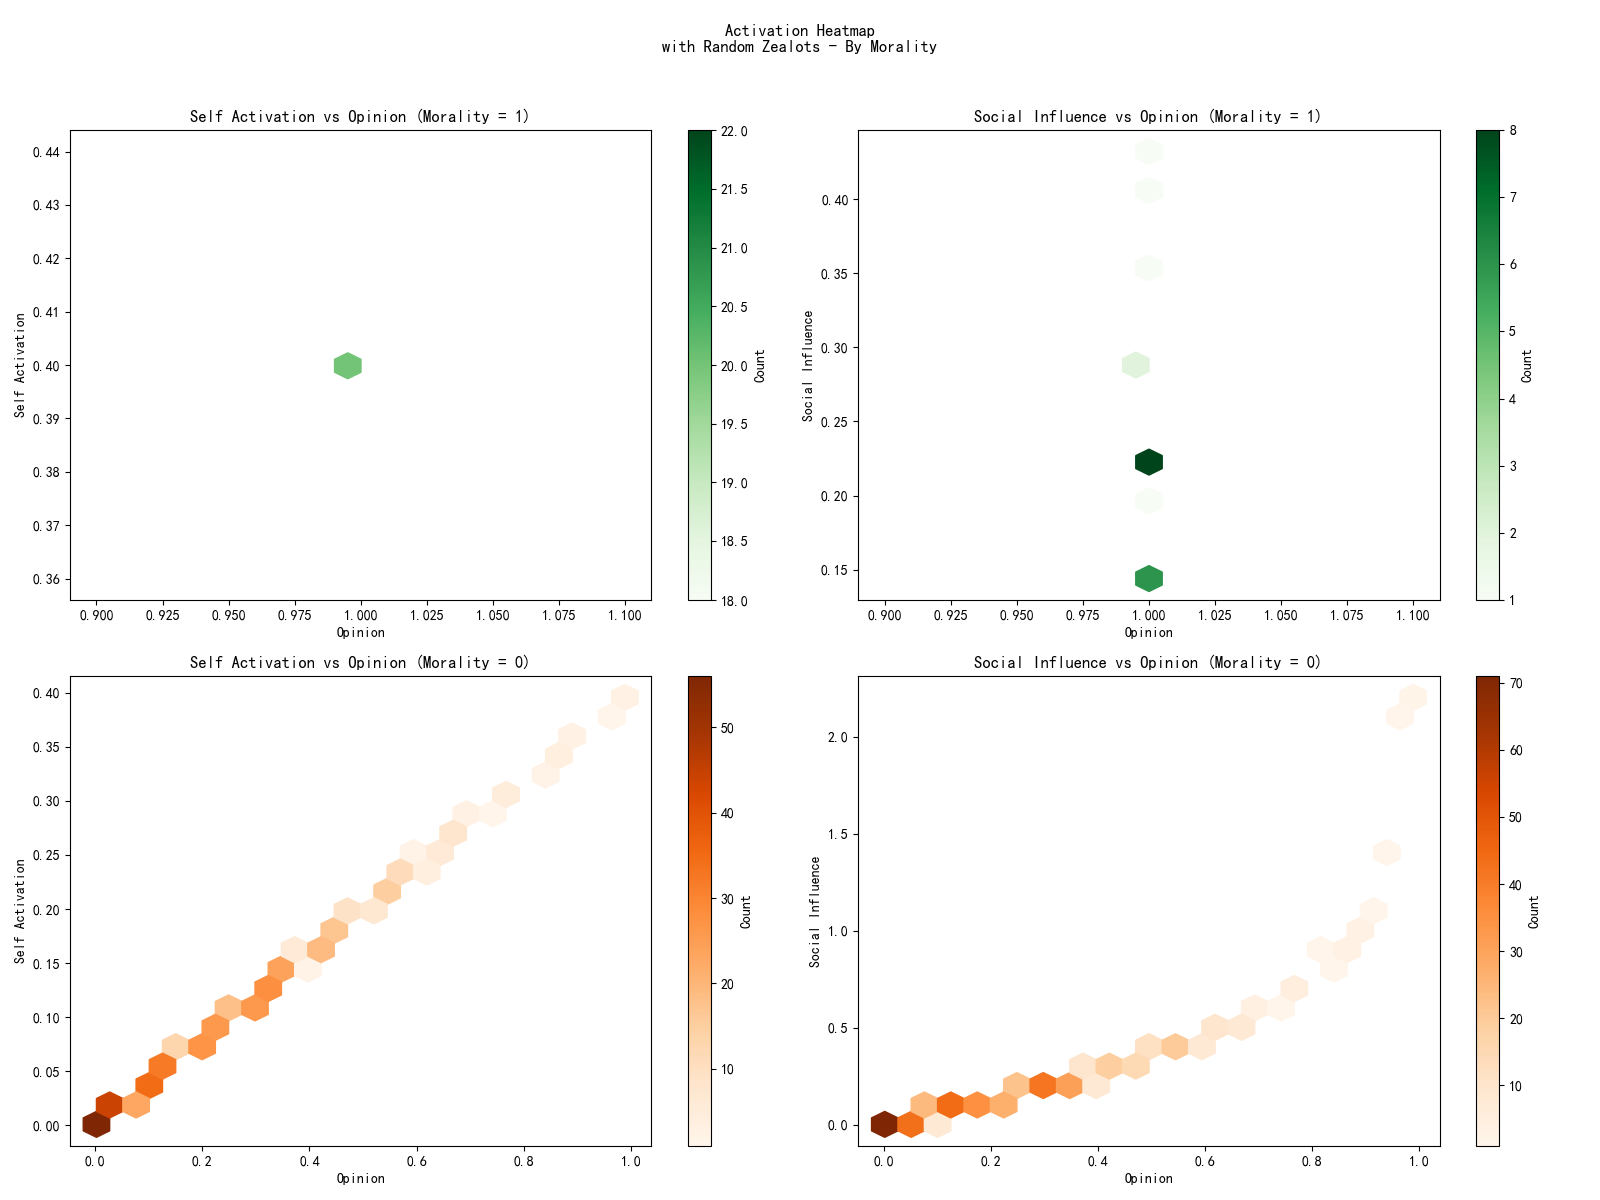 Activation Heatmap
with Random Zealots - By Morality
Self Activation vs Opinion (Morality = 1)
0.44
0.43
0.42
0.41
0.40
0.39
0.38
0.37
0.36
Self Activation
0.900 0.925 0.950 0.975 1.000 1.025 1.050 1.075 1.100
Opinion
22.0
21.5
21.0
20.5
20.0
19.5
19.0
18.5
18.0
Count
Social Influence vs Opinion (Morality = 1)
0.40
0.35
0.30
0.25
0.20
0.15
Social Influence
0.900 0.925 0.950 0.975 1.000 1.025 1.050 1.075 1.100
Opinion
8
7
6
5
4
3
2
1
Count
Self Activation vs Opinion (Morality = 0)
0.40
0.35
0.30
0.25
0.20
0.15
0.10
0.05
0.00
Self Activation
0.0 0.2 0.4 0.6 0.8 1.0
Opinion
50
40
30
20
10
Count
Social Influence vs Opinion (Morality = 0)
2.0
1.5
1.0
0.5
0.0
Social Influence
0.0 0.2 0.4 0.6 0.8 1.0
Opinion
70
60
50
40
30
20
10
Count